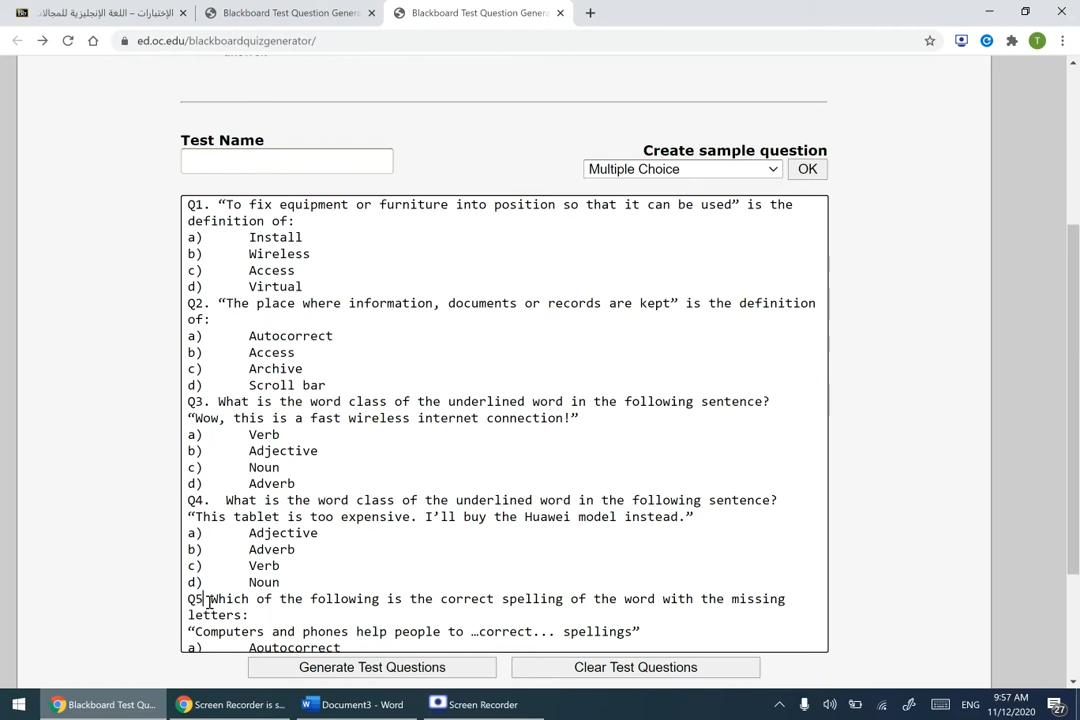 الإختبارات – اللغة الإنجليزية للمجالا
Blackboard Test Question Genera
Blackboard Test Question Genera
ed.oc.edu/blackboardquizgenerator/
T
Test Name
Create sample question
Multiple Choice
OK
Q1. “To fix equipment or furniture into position so that it can be used” is the
definition of:
a) Install
b) Wireless
c) Access
d) Virtual
Q2. “The place where information, documents or records are kept” is the definition
of:
a) Autocorrect
b) Access
c) Archive
d) Scroll bar
Q3. What is the word class of the underlined word in the following sentence?
“Wow, this is a fast wireless internet connection!”
a) Verb
b) Adjective
c) Noun
d) Adverb
Q4. What is the word class of the underlined word in the following sentence?
“This tablet is too expensive. I’ll buy the Huawei model instead.”
a) Adjective
b) Adverb
c) Verb
d) Noun
Q5 Which of the following is the correct spelling of the word with the missing
letters:
“Computers and phones help people to …correct... spellings”
a) Aoutocorrect
Generate Test Questions
Clear Test Questions
Blackboard Test Qu...
Screen Recorder is s...
Document3 - Word
Screen Recorder
ENG
9:57 AM
11/12/2020
27